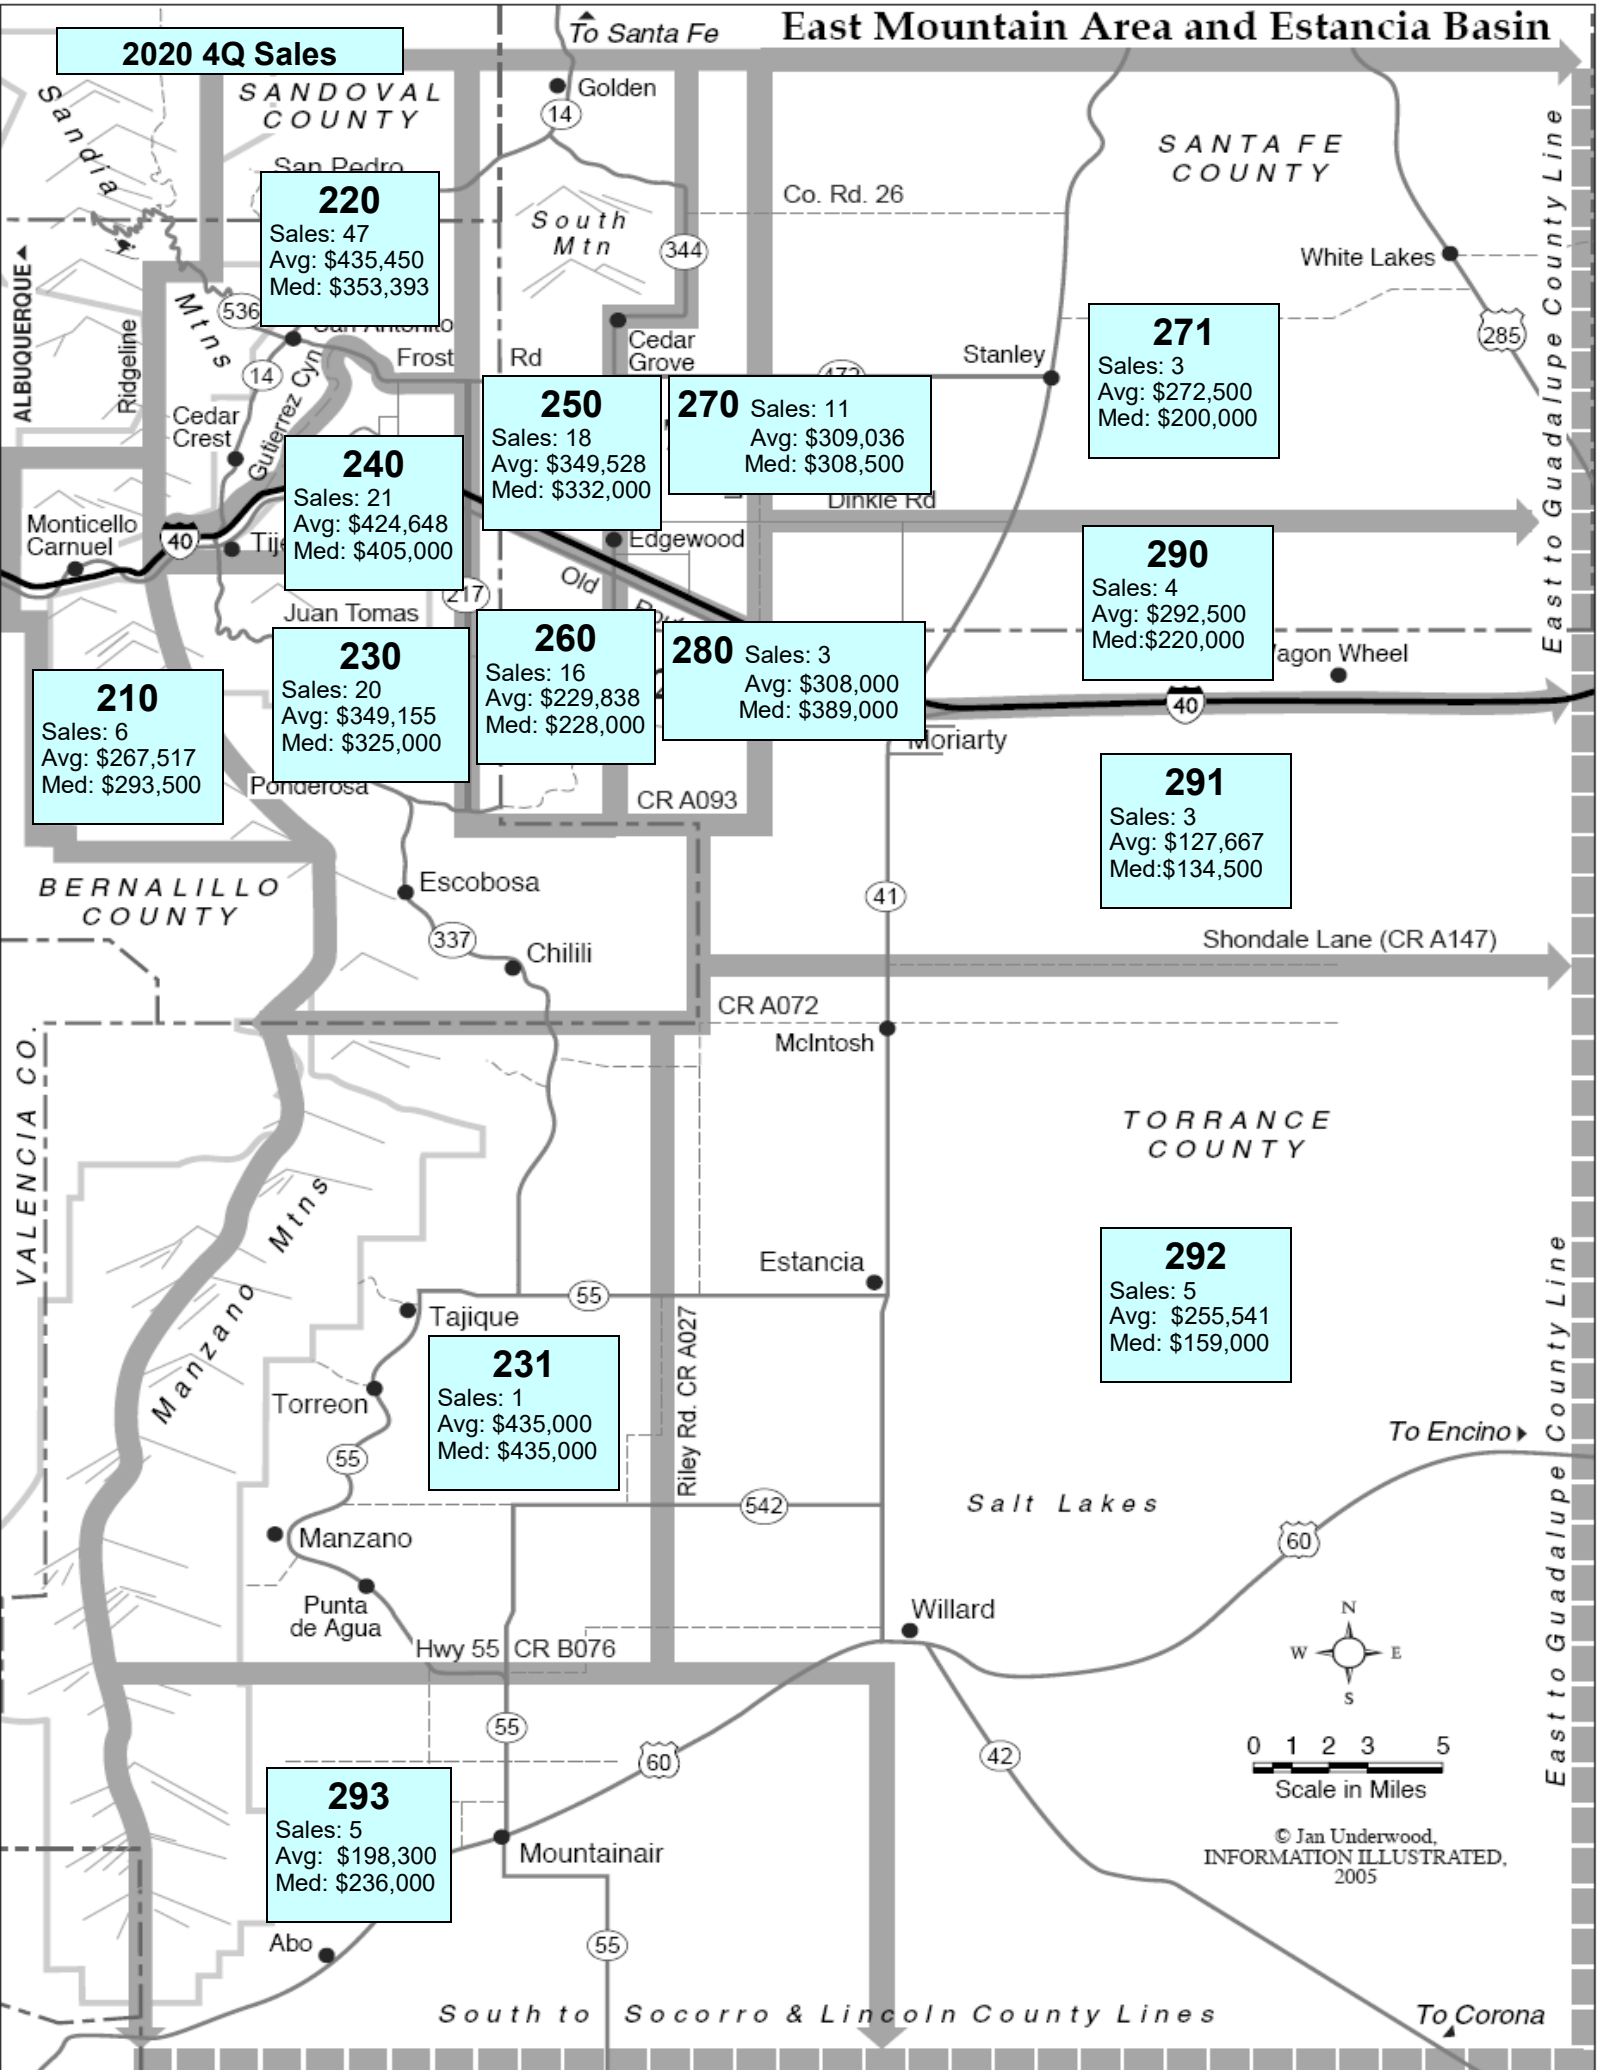 To Santa Fe
East Mountain Area and Estancia Basin
2020 4Q Sales
SANDOVAL
COUNTY
Golden
14
Sandia
Mtns
SANTA FE
COUNTY
San Pedro
Co. Rd. 26
South
Mtn
344
White Lakes
285
East to Guadalupe County Line
220
Sales: 47
Avg: $435,450
Med: $353,393
ALBUQUERQUE
Ridgeline
536
San Antonito
14
Frost
Rd
Cedar
Grove
Stanley
472
Cedar
Crest
Gutierrez Cyn
271
Sales: 3
Avg: $272,500
Med: $200,000
250
Sales: 18
Avg: $349,528
Med: $332,000
270 Sales: 11
Avg: $309,036
Med: $308,500
240
Sales: 21
Avg: $424,648
Med: $405,000
Dinkle Rd
Monticello
Carnuel
40
Edgewood
Old
217
Juan Tomas
290
Sales: 4
Avg: $292,500
Med:$220,000
260
Sales: 16
Avg: $229,838
Med: $228,000
280 Sales: 3
Avg: $308,000
Med: $389,000
230
Sales: 20
Avg: $349,155
Med: $325,000
210
Sales: 6
Avg: $267,517
Med: $293,500
Wagon Wheel
40
Moriarty
Ponderosa
CR A093
291
Sales: 3
Avg: $127,667
Med:$134,500
BERNALILLO
COUNTY
Escobosa
41
337
Chilili
Shondale Lane (CR A147)
CR A072
McIntosh
VALENCIA CO.
TORRANCE
COUNTY
Manzano Mtns
Estancia
55
Tajique
292
Sales: 5
Avg: $255,541
Med: $159,000
East to Guadalupe County Line
Riley Rd. CR A027
231
Sales: 1
Avg: $435,000
Med: $435,000
Torreon
To Encino
55
542
Salt Lakes
60
Manzano
Punta
de Agua
Willard
Hwy 55
CR B076
N
W E
S
55
60
42
0 1 2 3 5
Scale in Miles
293
Sales: 5
Avg: $198,300
Med: $236,000
Mountainair
© Jan Underwood,
INFORMATION ILLUSTRATED,
2005
Abo
55
South to Socorro & Lincoln County Lines
To Corona